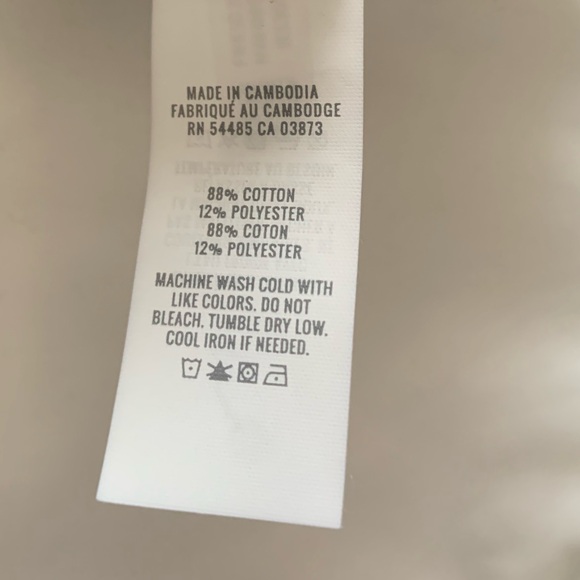 MADE IN CAMBODIA
FABRIQUÉ AU CAMBODGE
RN 54485 CA 03873
88% COTTON
12% POLYESTER
88% COTON
12% POLYESTER
MACHINE WASH COLD WITH
LIKE COLORS. DO NOT
BLEACH. TUMBLE DRY LOW.
COOL IRON IF NEEDED.